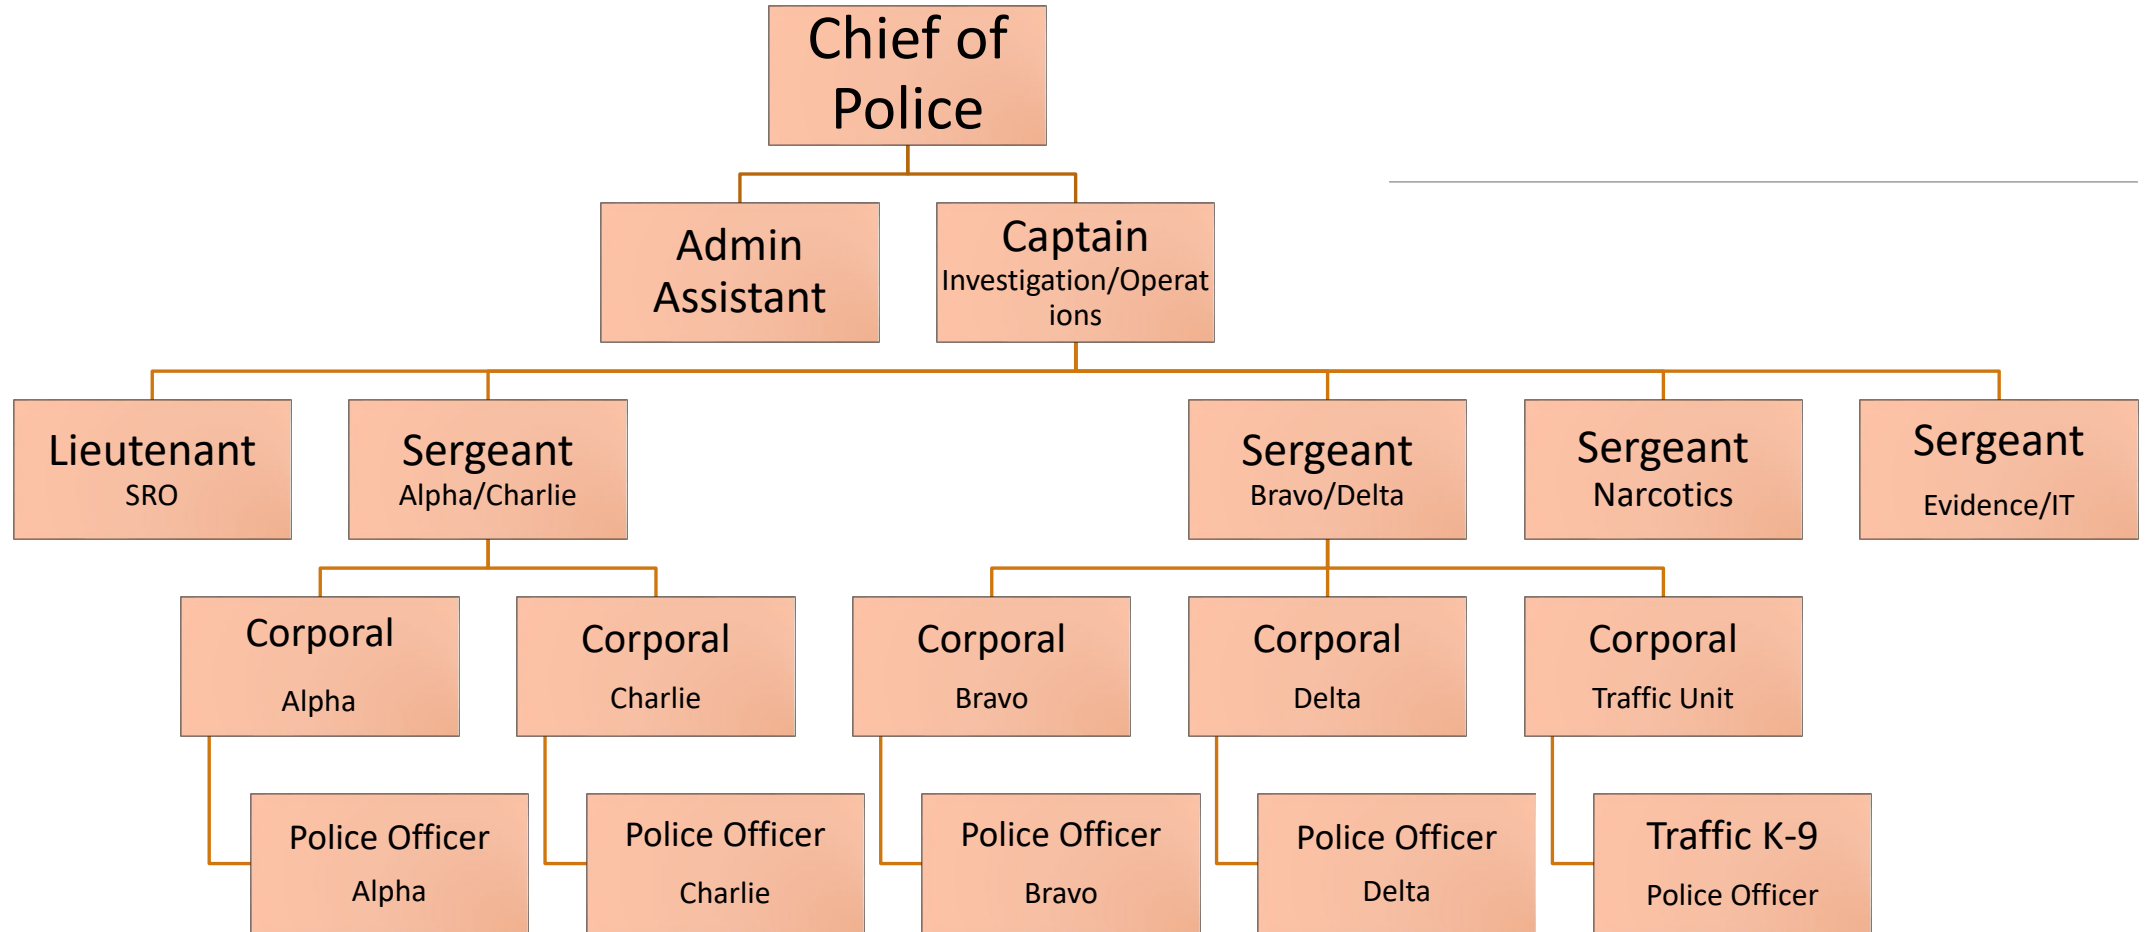 Chief of
Police
Admin
Assistant
Captain
Investigation/Operat
ions
Lieutenant
SRO
Sergeant
Alpha/Charlie
Sergeant
Bravo/Delta
Sergeant
Narcotics
Sergeant
Evidence/IT
Corporal
Alpha
Corporal
Charlie
Corporal
Bravo
Corporal
Delta
Corporal
Traffic Unit
Police Officer
Alpha
Police Officer
Charlie
Police Officer
Bravo
Police Officer
Delta
Traffic K-9
Police Officer